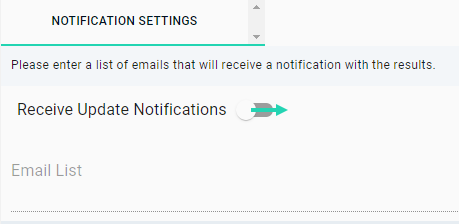 NOTIFICATION SETTINGS
Please enter a list of emails that will receive a notification with the results.
Receive Update Notifications
Email List